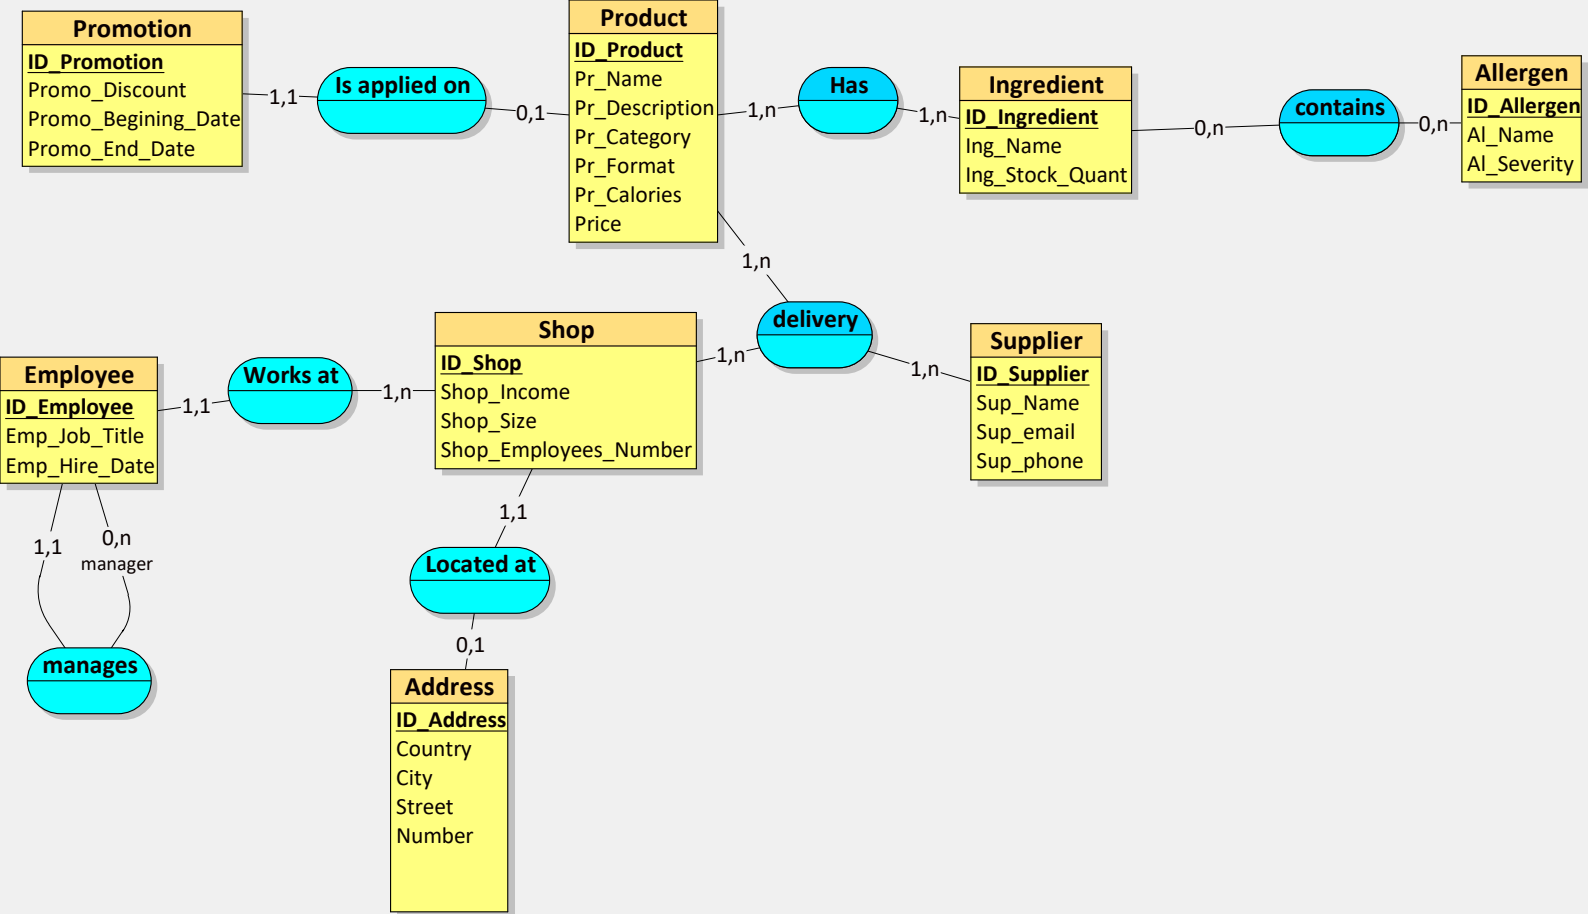 Promotion
ID_Promotion
Promo_Discount
Promo_Begining_Date
Promo_End_Date
1,1
Is applied on
0,1
Product
ID_Product
Pr_Name
Pr_Description
Pr_Category
Pr_Format
Pr_Calories
Price
1,n
Has
1,n
Ingredient
ID_Ingredient
Ing_Name
Ing_Stock_Quant
0,n
contains
0,n
Allergen
ID_Allergen
Al_Name
Al_Severity
1,n
delivery
1,n
1,n
Supplier
ID_Supplier
Sup_Name
Sup_email
Sup_phone
Shop
ID_Shop
Shop_Income
Shop_Size
Shop_Employees_Number
1,n
Works at
1,1
Employee
ID_Employee
Emp_Job_Title
Emp_Hire_Date
1,1
0,n
manager
manages
1,1
Located at
0,1
Address
ID_Address
Country
City
Street
Number